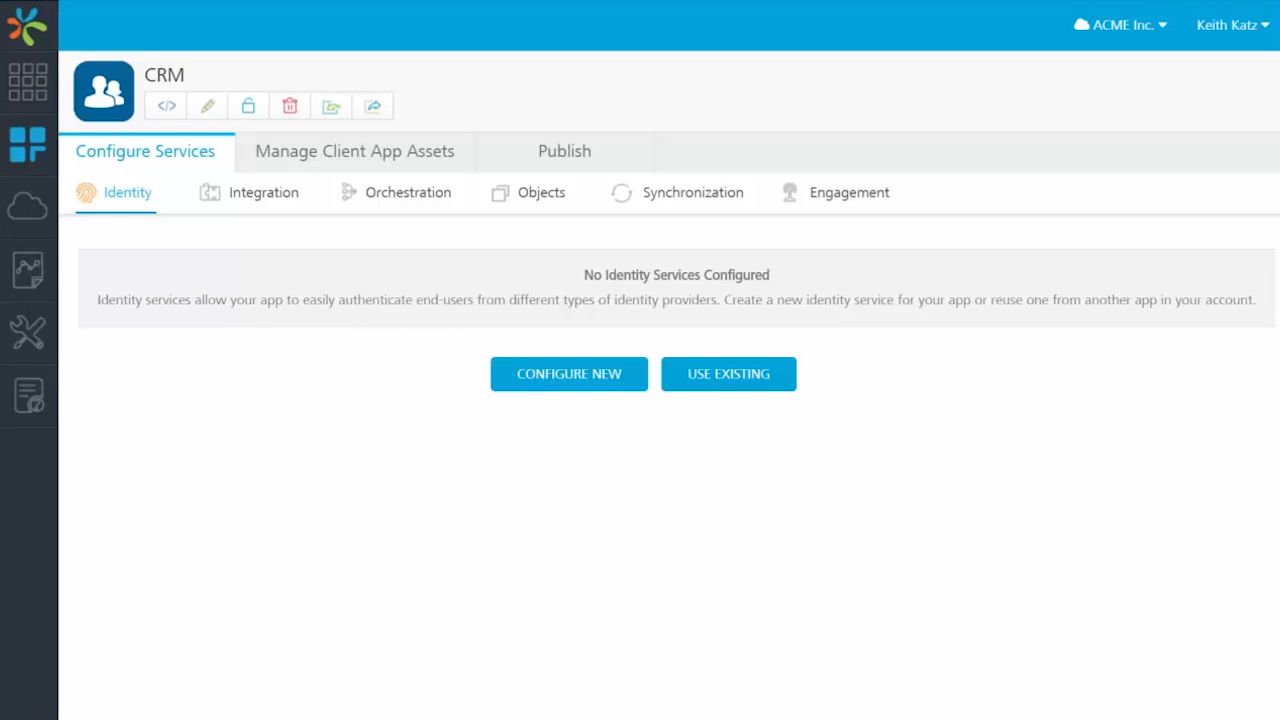 ACME Inc. Keith Katz
CRM
</>
Configure Services Manage Client App Assets Publish
Identity Integration Orchestration Objects Synchronization Engagement
No Identity Services Configured
Identity services allow your app to easily authenticate end-users from different types of identity providers. Create a new identity service for your app or reuse one from another app in your account.
CONFIGURE NEW USE EXISTING